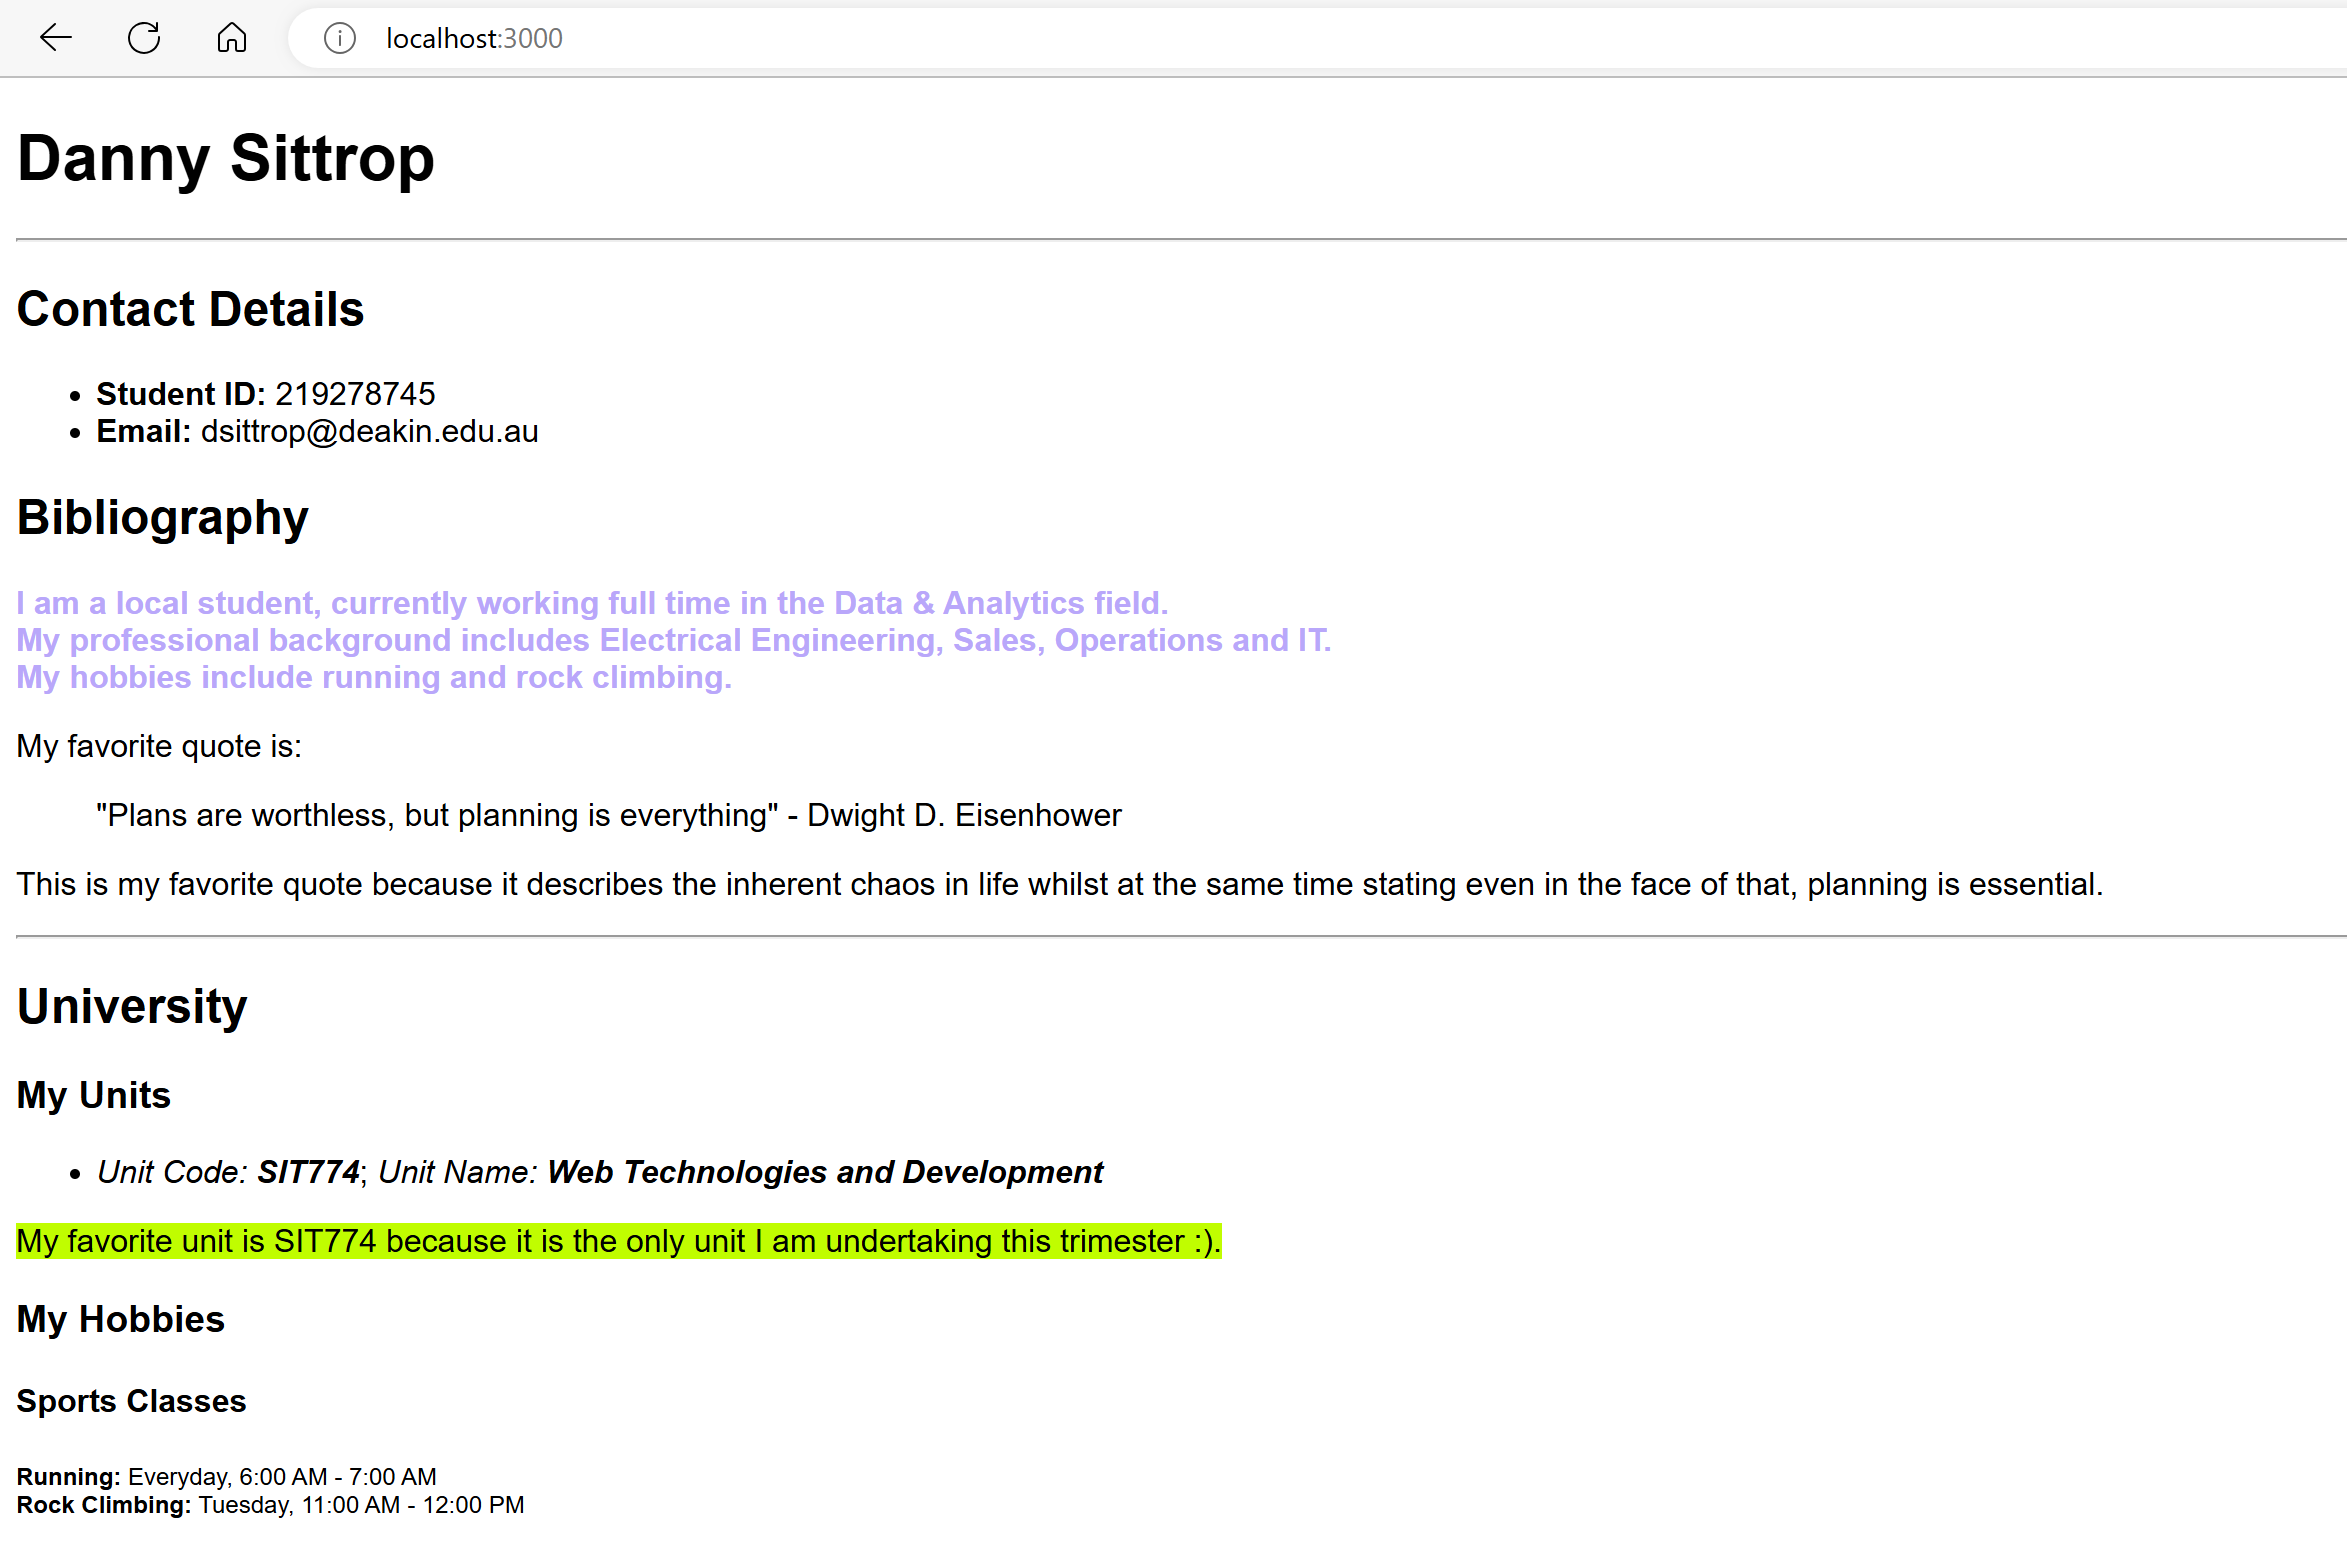 localhost:3000
Danny Sittrop
Contact Details
Student ID: 219278745
Email: dsittrop@deakin.edu.au
Bibliography
I am a local student, currently working full time in the Data & Analytics field.
My professional background includes Electrical Engineering, Sales, Operations and IT.
My hobbies include running and rock climbing.
My favorite quote is:
"Plans are worthless, but planning is everything" - Dwight D. Eisenhower
This is my favorite quote because it describes the inherent chaos in life whilst at the same time stating even in the face of that, planning is essential.
University
My Units
Unit Code: SIT774; Unit Name: Web Technologies and Development
My favorite unit is SIT774 because it is the only unit I am undertaking this trimester :).
My Hobbies
Sports Classes
Running: Everyday, 6:00 AM - 7:00 AM
Rock Climbing: Tuesday, 11:00 AM - 12:00 PM